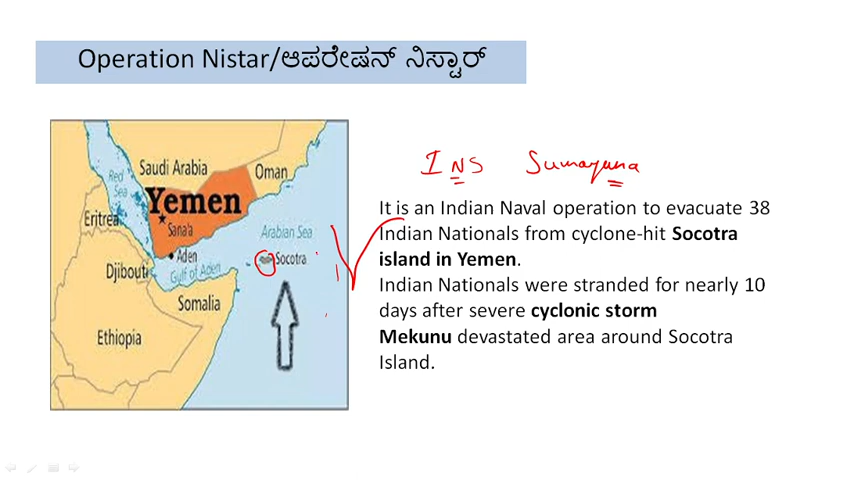 Operation Nistar/ಆಪರೇಷನ್ ನಿಸ್ಟಾರ್
INS Sumayana
It is an Indian Naval operation to evacuate 38
Indian Nationals from cyclone-hit Socotra
island in Yemen.
Indian Nationals were stranded for nearly 10
days after severe cyclonic storm
Mekunu devastated area around Socotra
Island.
Saudi Arabia
Oman
Red
Sea
Yemen
Eritrea
Sana'a
Arabian Sea
Aden
Socotra
Djibouti
Gulf of Aden
Somalia
Ethiopia